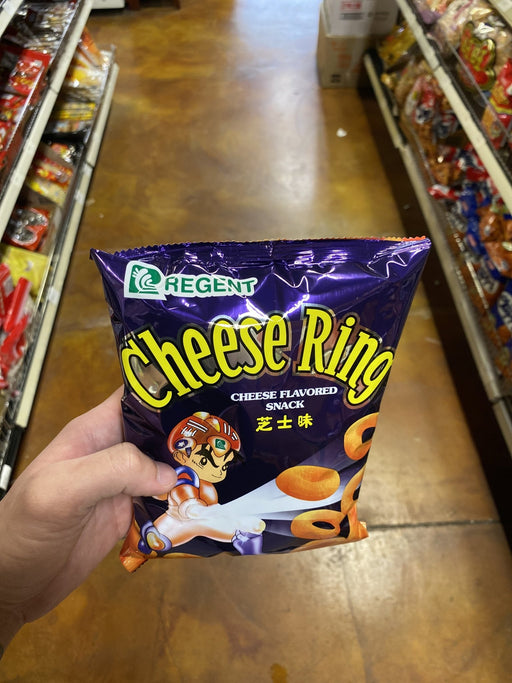 REGENT
Cheese Ring
CHEESE FLAVORED
SNACK
芝士味